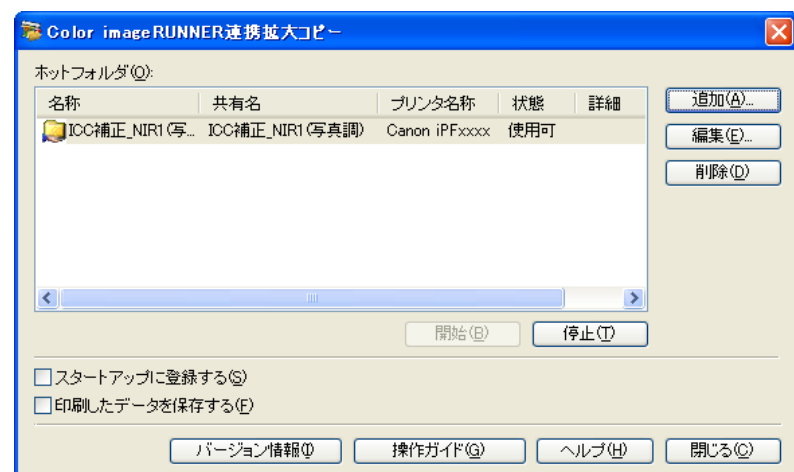 Color imageRUNNER連携拡大コピー
ホットフォルダ(O):
名称 共有名 プリンタ名称 状態 詳細
ICC補正_NIR1(写... ICC補正_NIR1(写真調) Canon iPFxxxx 使用可
追加(A)...
編集(E)...
削除(D)
開始(B) 停止(T)
スタートアップに登録する(S)
印刷したデータを保存する(F)
バージョン情報(I) 操作ガイド(G) ヘルプ(H) 閉じる(C)